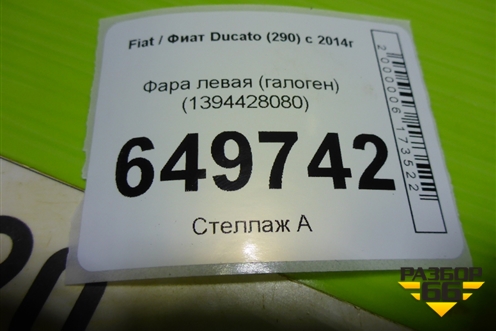 Fiat / Фиат Ducato (290) с 2014г
Фара левая (галоген)
(1394428080)
649742
Стеллаж А
2000006173522
РАЗБОР
66